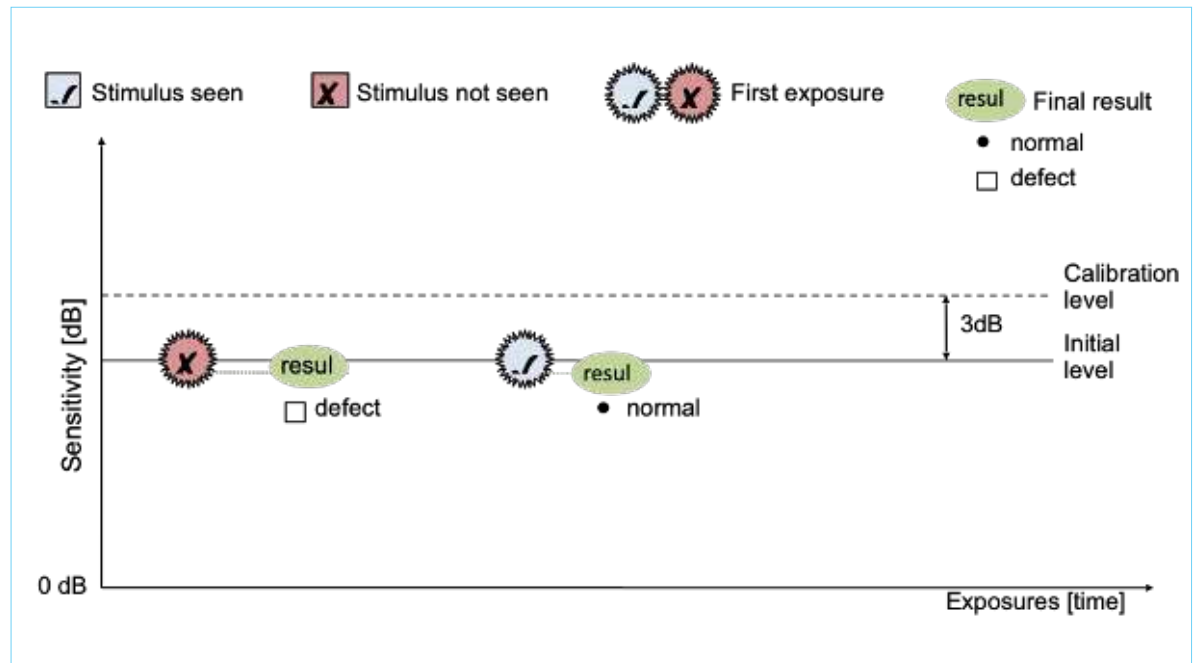 Stimulus seen
Stimulus not seen
First exposure
resul
Final result
normal
defect
Calibration
level
3dB
Initial
level
resul
resul
defect
normal
Sensitivity [dB]
0 dB
Exposures [time]